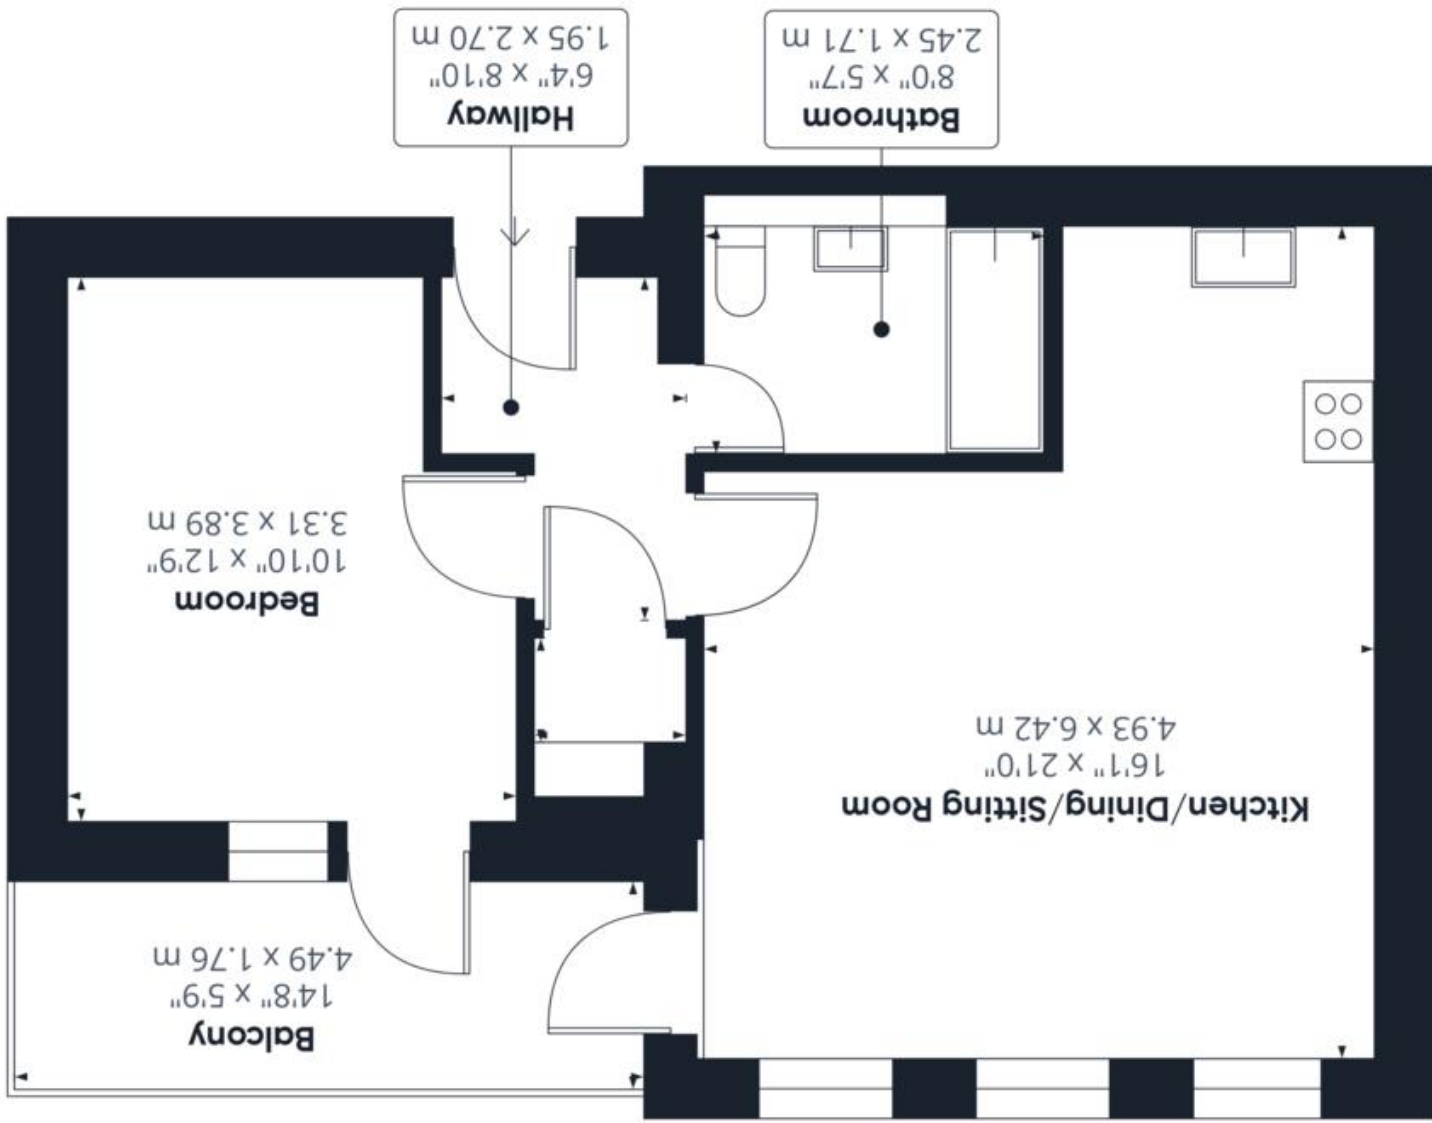 Balcony
14'8" x 5'9"
4.49 x 1.76 m
Kitchen/Dining/Sitting Room
16'1" x 21'0"
4.93 x 6.42 m
Bedroom
10'10" x 12'9"
3.31 x 3.89 m
Bathroom
8'0" x 5'7"
2.45 x 1.71 m
Hallway
6'4" x 8'10"
1.95 x 2.70 m